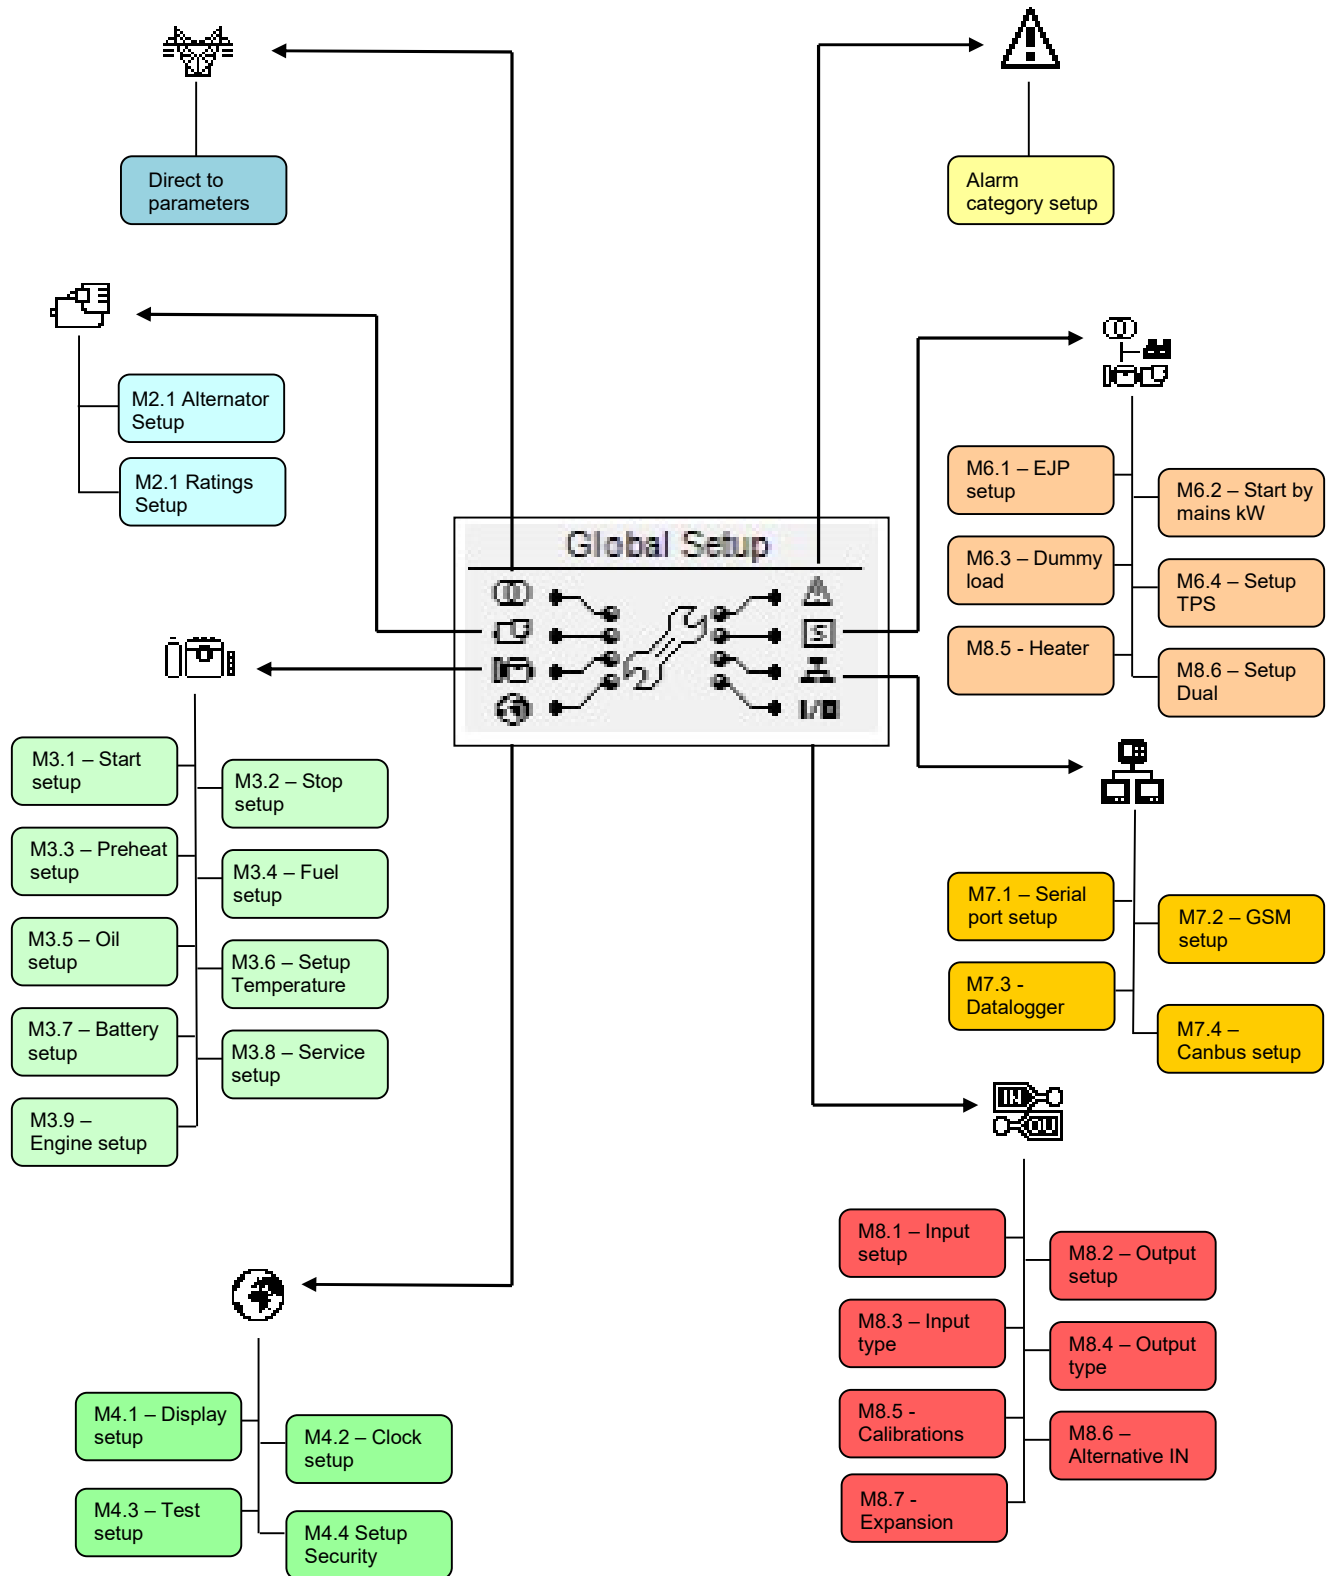 Direct to
parameters
Alarm
category setup
M2.1 Alternator
Setup
M2.1 Ratings
Setup
Global Setup
S
I/O
M6.1 – EJP
setup
M6.2 – Start by
mains kW
M6.3 – Dummy
load
M6.4 – Setup
TPS
M8.5 - Heater
M8.6 – Setup
Dual
M3.1 – Start
setup
M3.2 – Stop
setup
M3.3 – Preheat
setup
M3.4 – Fuel
setup
M3.5 – Oil
setup
M3.6 – Setup
Temperature
M3.7 – Battery
setup
M3.8 – Service
setup
M3.9 –
Engine setup
M7.1 – Serial
port setup
M7.2 – GSM
setup
M7.3 -
Datalogger
M7.4 –
Canbus setup
IN
OU
M8.1 – Input
setup
M8.2 – Output
setup
M8.3 – Input
type
M8.4 – Output
type
M8.5 -
Calibrations
M8.6 –
Alternative IN
M8.7 -
Expansion
M4.1 – Display
setup
M4.2 – Clock
setup
M4.3 – Test
setup
M4.4 Setup
Security